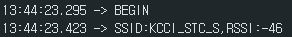 13:44:23.295 -> BEGIN
13:44:23.423 -> SSID:KCCI_STC_S,RSSI:-46